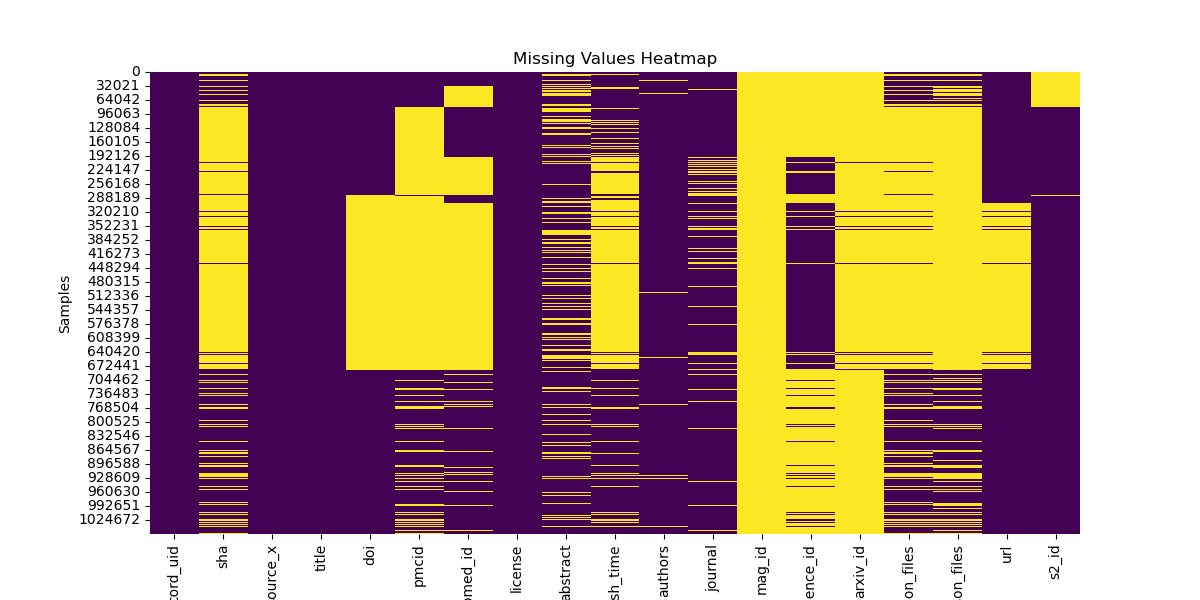 Missing Values Heatmap
0
32021
64042
96063
128084
160105
192126
224147
256168
288189
320210
352231
384252
416273
448294
480315
512336
544357
576378
608399
640420
672441
704462
736483
768504
800525
832546
864567
896588
928609
960630
992651
1024672
Samples
cord_uid
sha
source_x
title
doi
pmcid
omed_id
license
abstract
sh_time
authors
journal
mag_id
ence_id
arxiv_id
on_files
on_files
url
s2_id